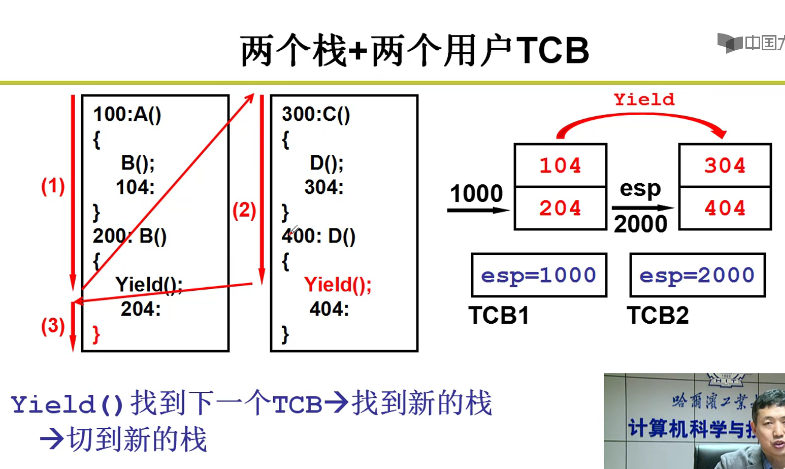 两个栈+两个用户TCB
中国大
100:A()
{
B();
104:
}
200: B()
{
Yield();
204:
}
(1)
(2)
(3)
300:C()
{
D();
304:
}
400: D()
{
Yield();
404:
}
Yield
1000
104
204
esp
2000
304
404
esp=1000
esp=2000
TCB1
TCB2
Yield()找到下一个TCB→找到新的栈
→切到新的栈
哈爾濱工業
计算机科学与技